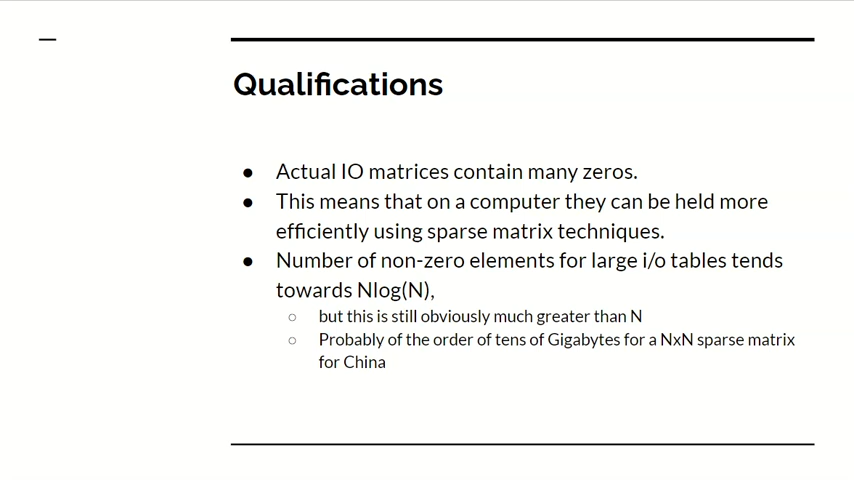 Qualifications
● Actual IO matrices contain many zeros.
● This means that on a computer they can be held more
efficiently using sparse matrix techniques.
● Number of non-zero elements for large i/o tables tends
towards Nlog(N),
○ but this is still obviously much greater than N
○ Probably of the order of tens of Gigabytes for a NxN sparse matrix
for China